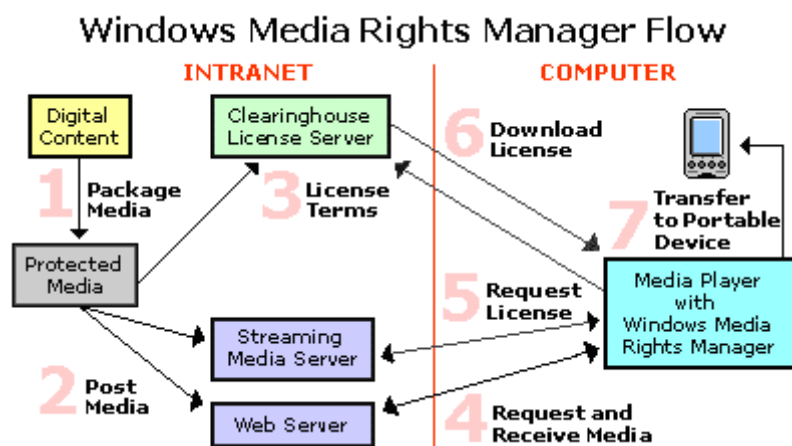 Windows Media Rights Manager Flow
INTRANET
COMPUTER
Digital
Content
Clearinghouse
License Server
6 Download
License
1 Package
Media
3 License
Terms
7 Transfer
to Portable
Device
Protected
Media
5 Request
License
Media Player
with
Windows Media
Rights Manager
Streaming
Media Server
2 Post
Media
Web Server
4 Request and
Receive Media